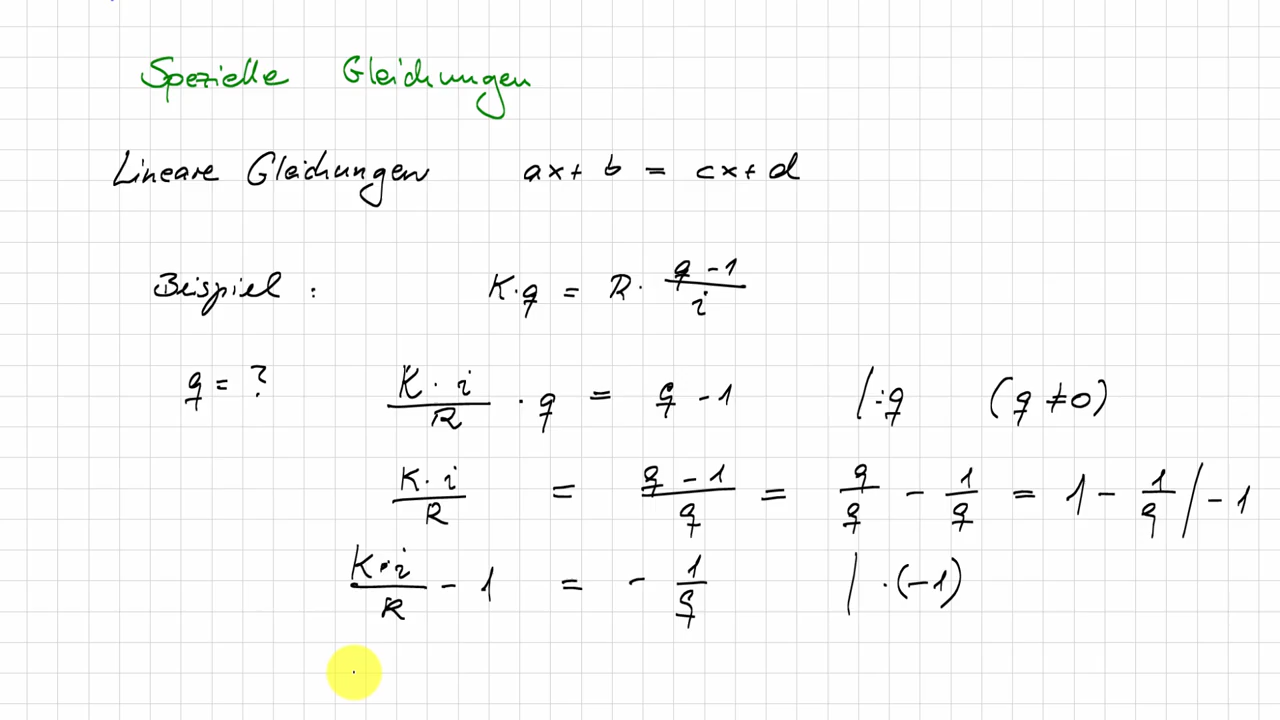 Spezielle Gleichungen
Lineare Gleichungen ax + b = cx + d
Beispiel : K·q = R · (q - 1)/i
q = ? (K · i)/R · q = q - 1 | :q (q ≠ 0)
(K · i)/R = (q - 1)/q = q/q - 1/q = 1 - 1/q | - 1
(K · i)/R - 1 = - 1/q | · (-1)